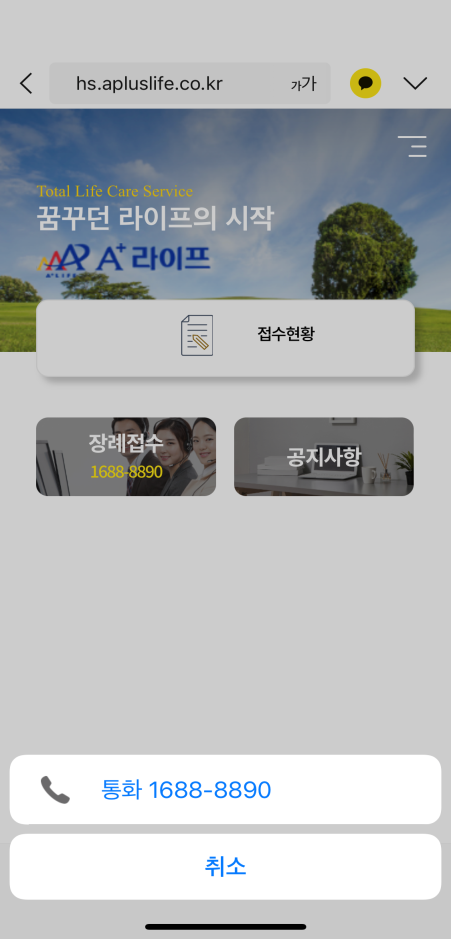 hs.apluslife.co.kr
가가
Total Life Care Service
꿈꾸던 라이프의 시작
A+ 라이프
A+LIFE
접수현황
장례접수
1688-8890
공지사항
통화 1688-8890
취소